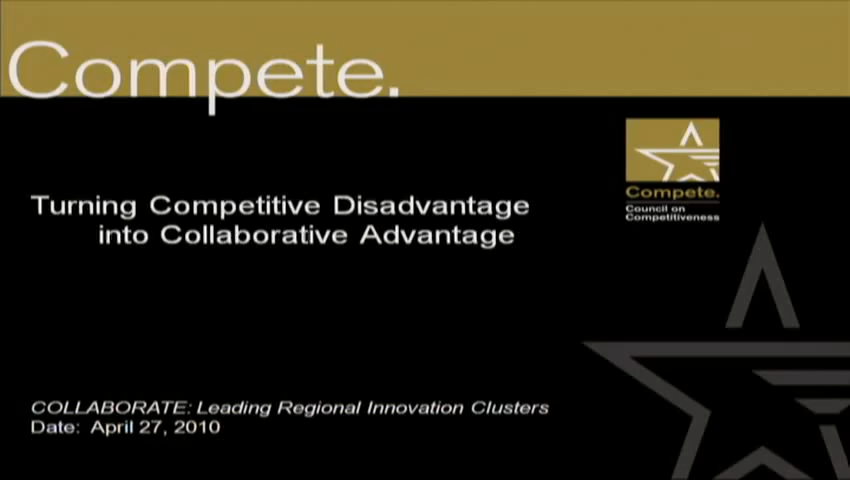 Compete.
Compete.
Council on
Competitiveness
Turning Competitive Disadvantage
into Collaborative Advantage
COLLABORATE: Leading Regional Innovation Clusters
Date: April 27, 2010